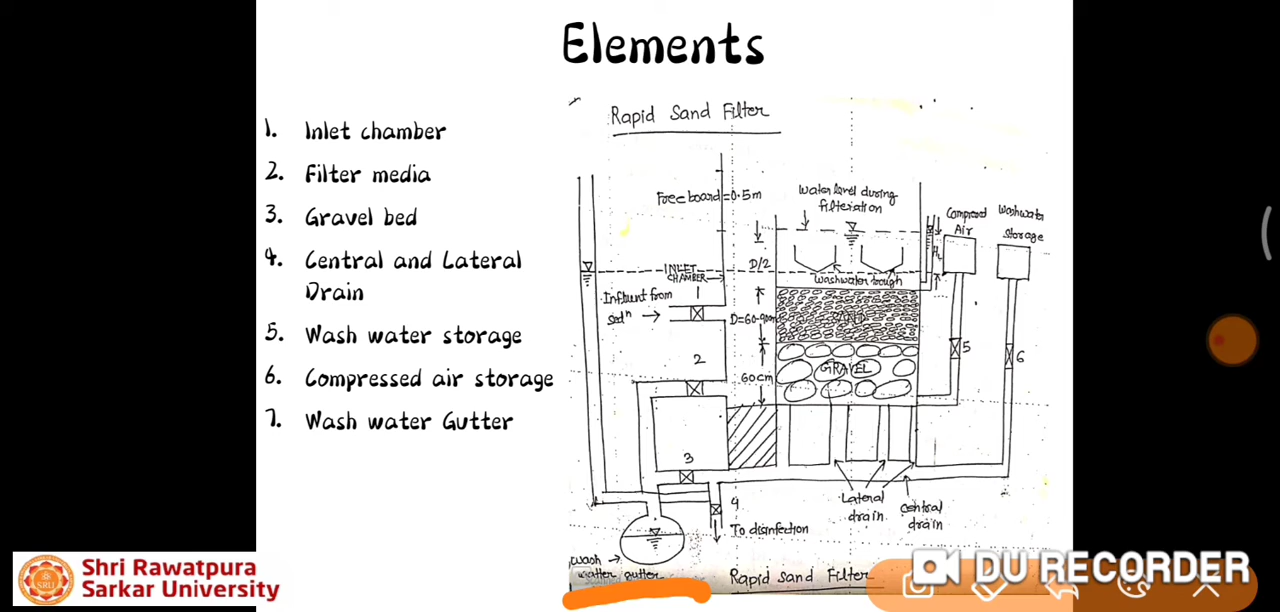 Elements
1. Inlet chamber
2. Filter media
3. Gravel bed
4. Central and Lateral
Drain
5. Wash water storage
6. Compressed air storage
7. Wash water Gutter
Rapid Sand Filter
Free board = 0.5m
Water level during
filteration
Compressed
Air
Washwater
Storage
INLET
CHAMBER
D/2
HL
Washwater trough
Influent from
sedn
1
D=60-90cm
SAND
2
5
6
60cm
GRAVEL
3
4
Lateral
drain
Central
drain
To disinfection
Wash
watter gutter
Rapid Sand Filter
SRU
Shri Rawatpura
Sarkar University
DU RECORDER